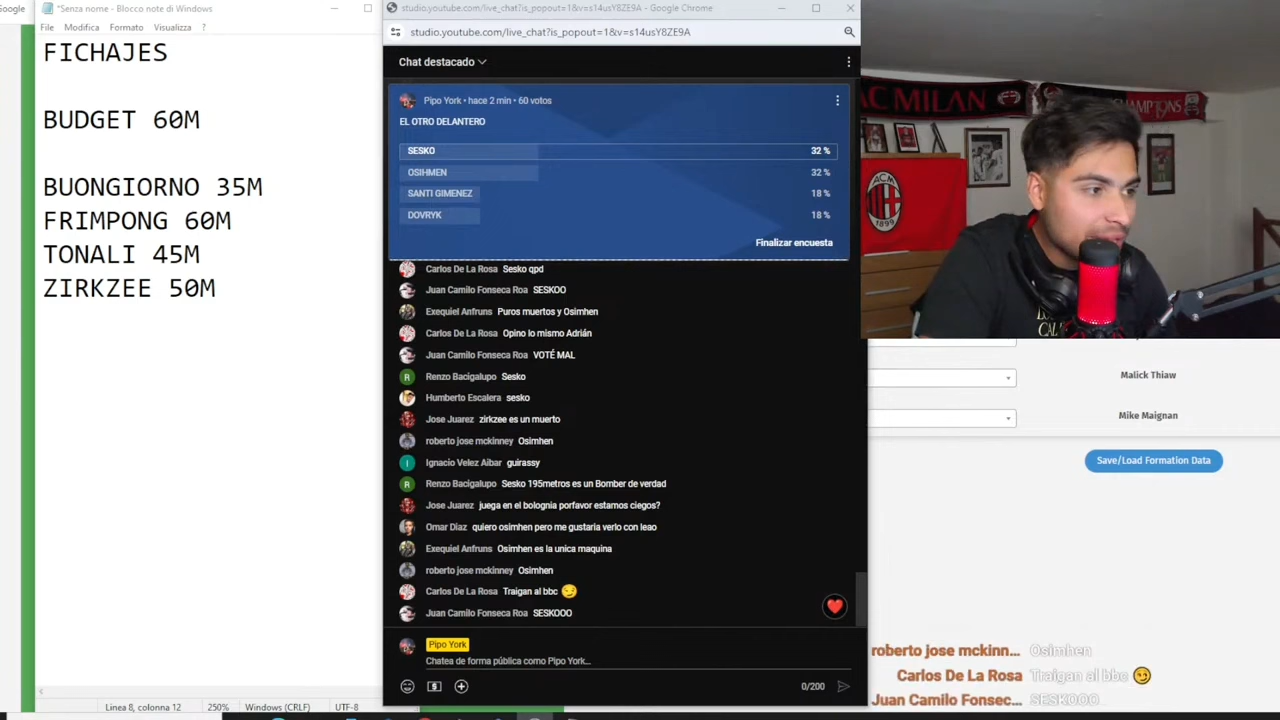 Google
*Senza nome - Blocco note di Windows
File Modifica Formato Visualizza ?
FICHAJES
BUDGET 60M
BUONGIORNO 35M
FRIMPONG 60M
TONALI 45M
ZIRKZEE 50M
Linea 8, colonna 12 250% Windows (CRLF) UTF-8
studio.youtube.com/live_chat?is_popout=1&v=s14usY8ZE9A - Google Chrome
studio.youtube.com/live_chat?is_popout=1&v=s14usY8ZE9A
Chat destacado
Pipo York • hace 2 min • 60 votos
EL OTRO DELANTERO
SESKO 32 %
OSIHMEN 32 %
SANTI GIMENEZ 18 %
DOVRYK 18 %
Finalizar encuesta
Carlos De La Rosa Sesko qpd
Juan Camilo Fonseca Roa SESKOO
Exequiel Anfruns Puros muertos y Osimhen
Carlos De La Rosa Opino lo mismo Adrián
Juan Camilo Fonseca Roa VOTÉ MAL
R Renzo Bacigalupo Sesko
Humberto Escalera sesko
Jose Juarez zirkzee es un muerto
roberto jose mckinney Osimhen
I Ignacio Velez Aibar guirassy
R Renzo Bacigalupo Sesko 195metros es un Bomber de verdad
Jose Juarez juega en el bolognia porfavor estamos ciegos?
Omar Diaz quiero osimhen pero me gustaria verlo con leao
Exequiel Anfruns Osimhen es la unica maquina
roberto jose mckinney Osimhen
Carlos De La Rosa Traigan al bbc 😏
Juan Camilo Fonseca Roa SESKOOO
Pipo York
Chatea de forma pública como Pipo York...
0/200
AC MILAN
CHAMPIONS
ACM
1899
Malick Thiaw
Mike Maignan
Save/Load Formation Data
roberto jose mckinn... Osimhen
Carlos De La Rosa Traigan al bbc 😏
Juan Camilo Fonsec... SESKOOO